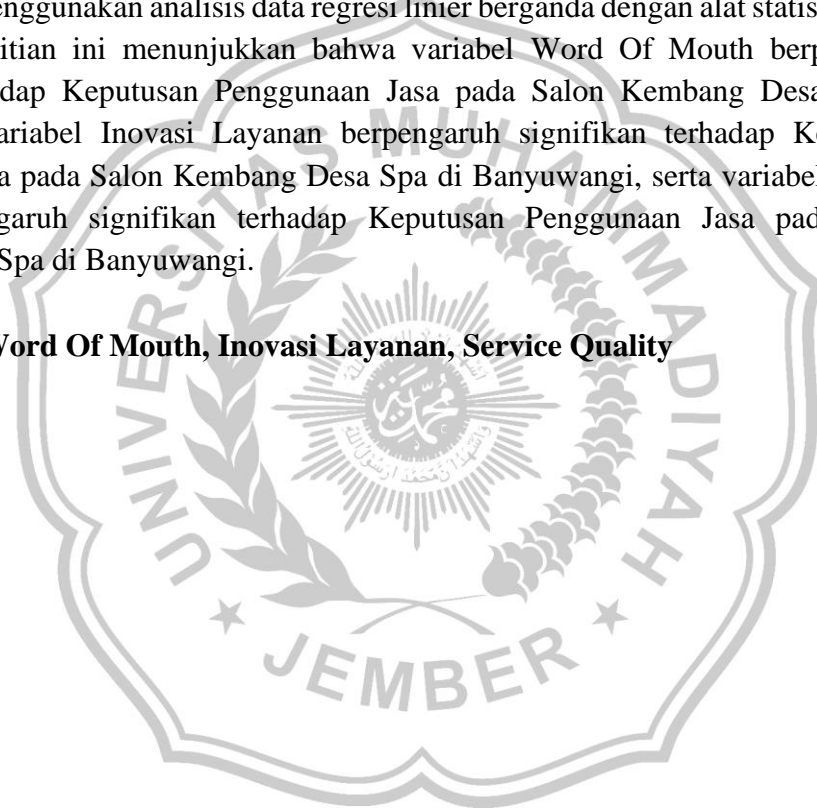 enggunakan analisis data regresi linier berganda dengan alat statis
itian ini menunjukkan bahwa variabel Word Of Mouth berp
dap Keputusan Penggunaan Jasa pada Salon Kembang Desa
ariabel Inovasi Layanan berpengaruh signifikan terhadap K
a pada Salon Kembang Desa Spa di Banyuwangi, serta variabel
garuh signifikan terhadap Keputusan Penggunaan Jasa pad
Spa di Banyuwangi.
Word Of Mouth, Inovasi Layanan, Service Quality
UNIVERSITAS MUHAMMADIYAH
JEMBER